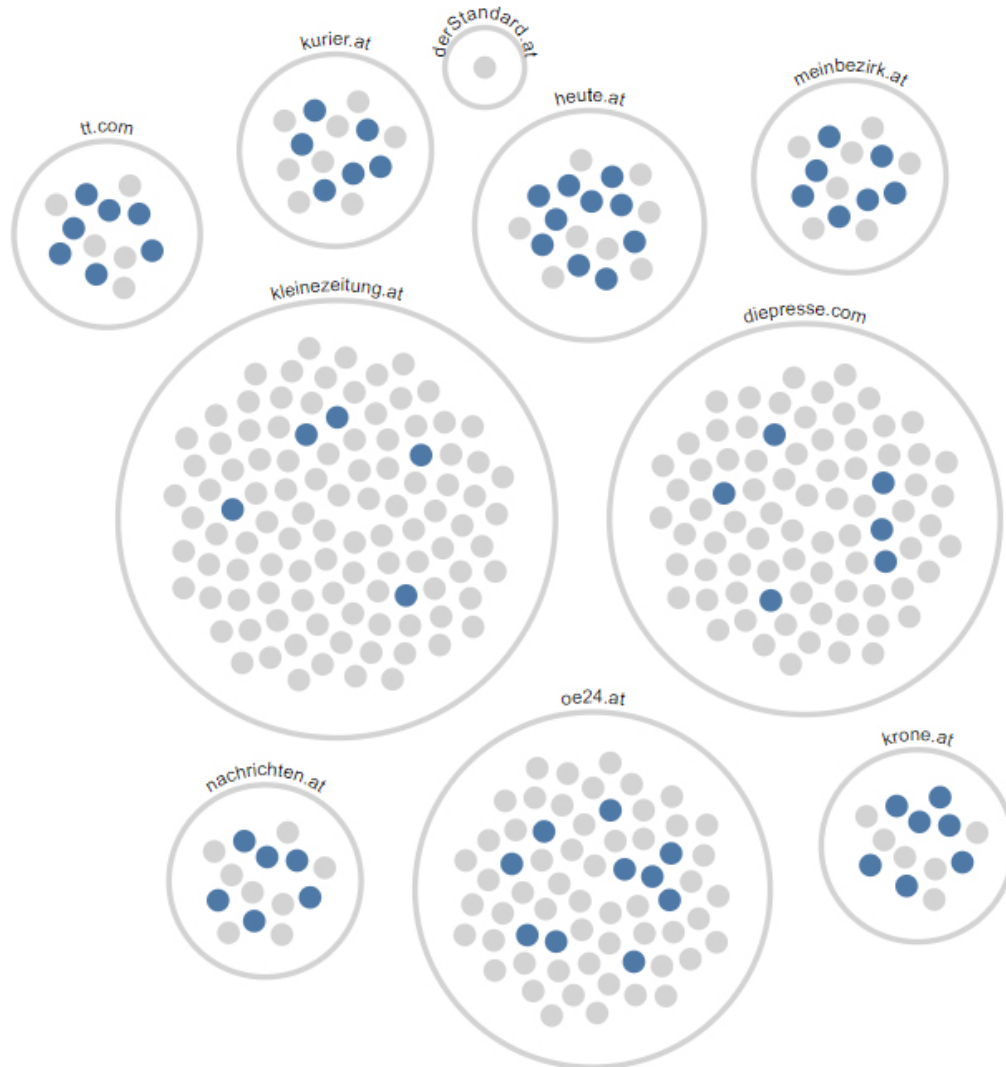 derStandard.at
kurier.at
meinbezirk.at
heute.at
tt.com
kleinezeitung.at
diepresse.com
oe24.at
krone.at
nachrichten.at